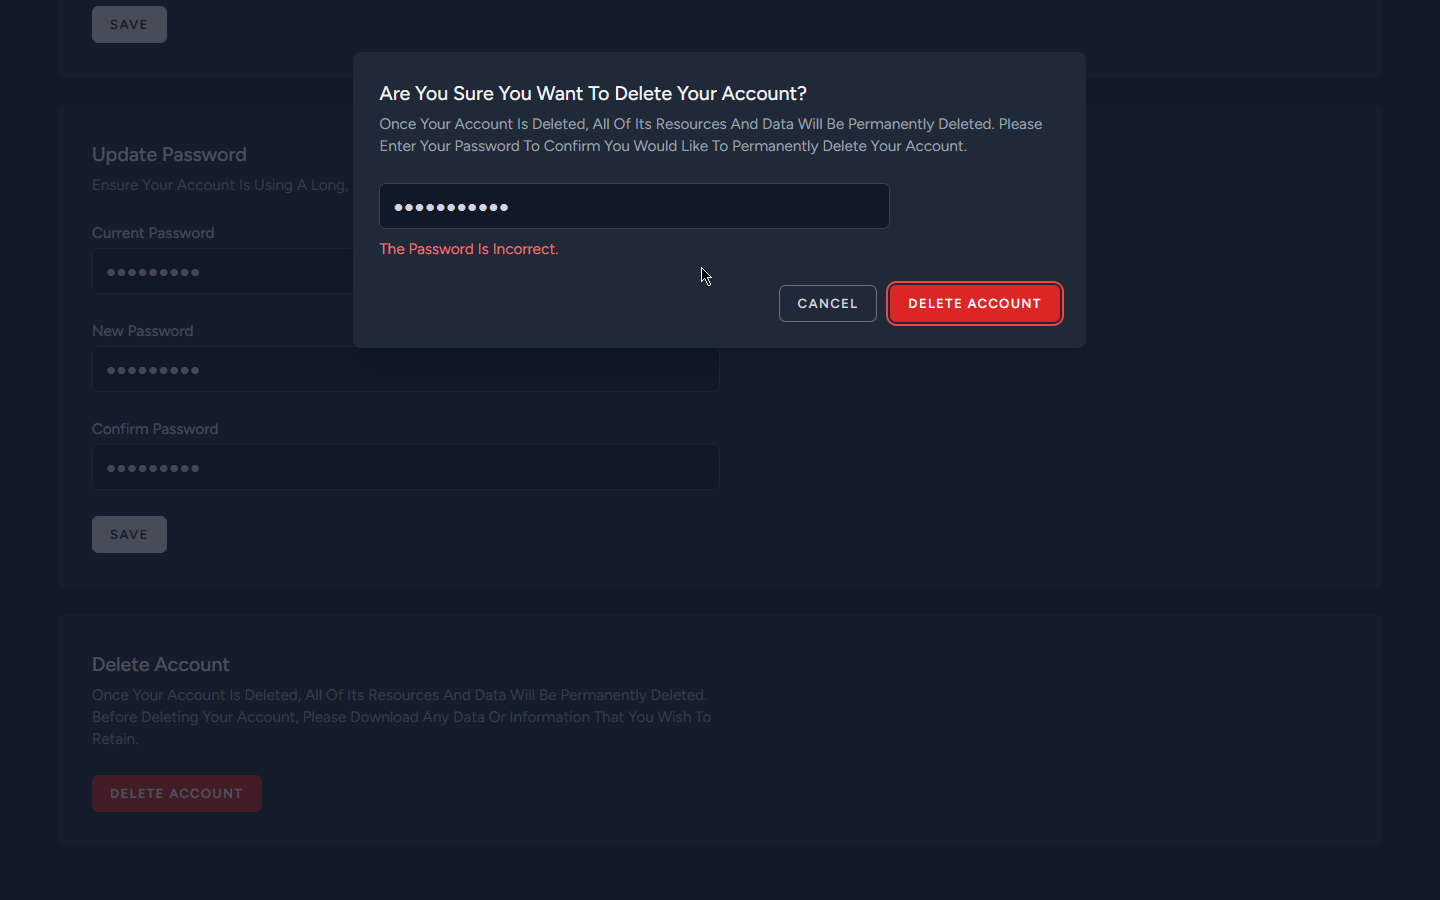 SAVE
Are You Sure You Want To Delete Your Account?
Once Your Account Is Deleted, All Of Its Resources And Data Will Be Permanently Deleted. Please
Enter Your Password To Confirm You Would Like To Permanently Delete Your Account.
●●●●●●●●●●●
The Password Is Incorrect.
CANCEL
DELETE ACCOUNT
Update Password
Ensure Your Account Is Using A Long,
Current Password
●●●●●●●●●
New Password
●●●●●●●●●
Confirm Password
●●●●●●●●●
SAVE
Delete Account
Once Your Account Is Deleted, All Of Its Resources And Data Will Be Permanently Deleted.
Before Deleting Your Account, Please Download Any Data Or Information That You Wish To
Retain.
DELETE ACCOUNT